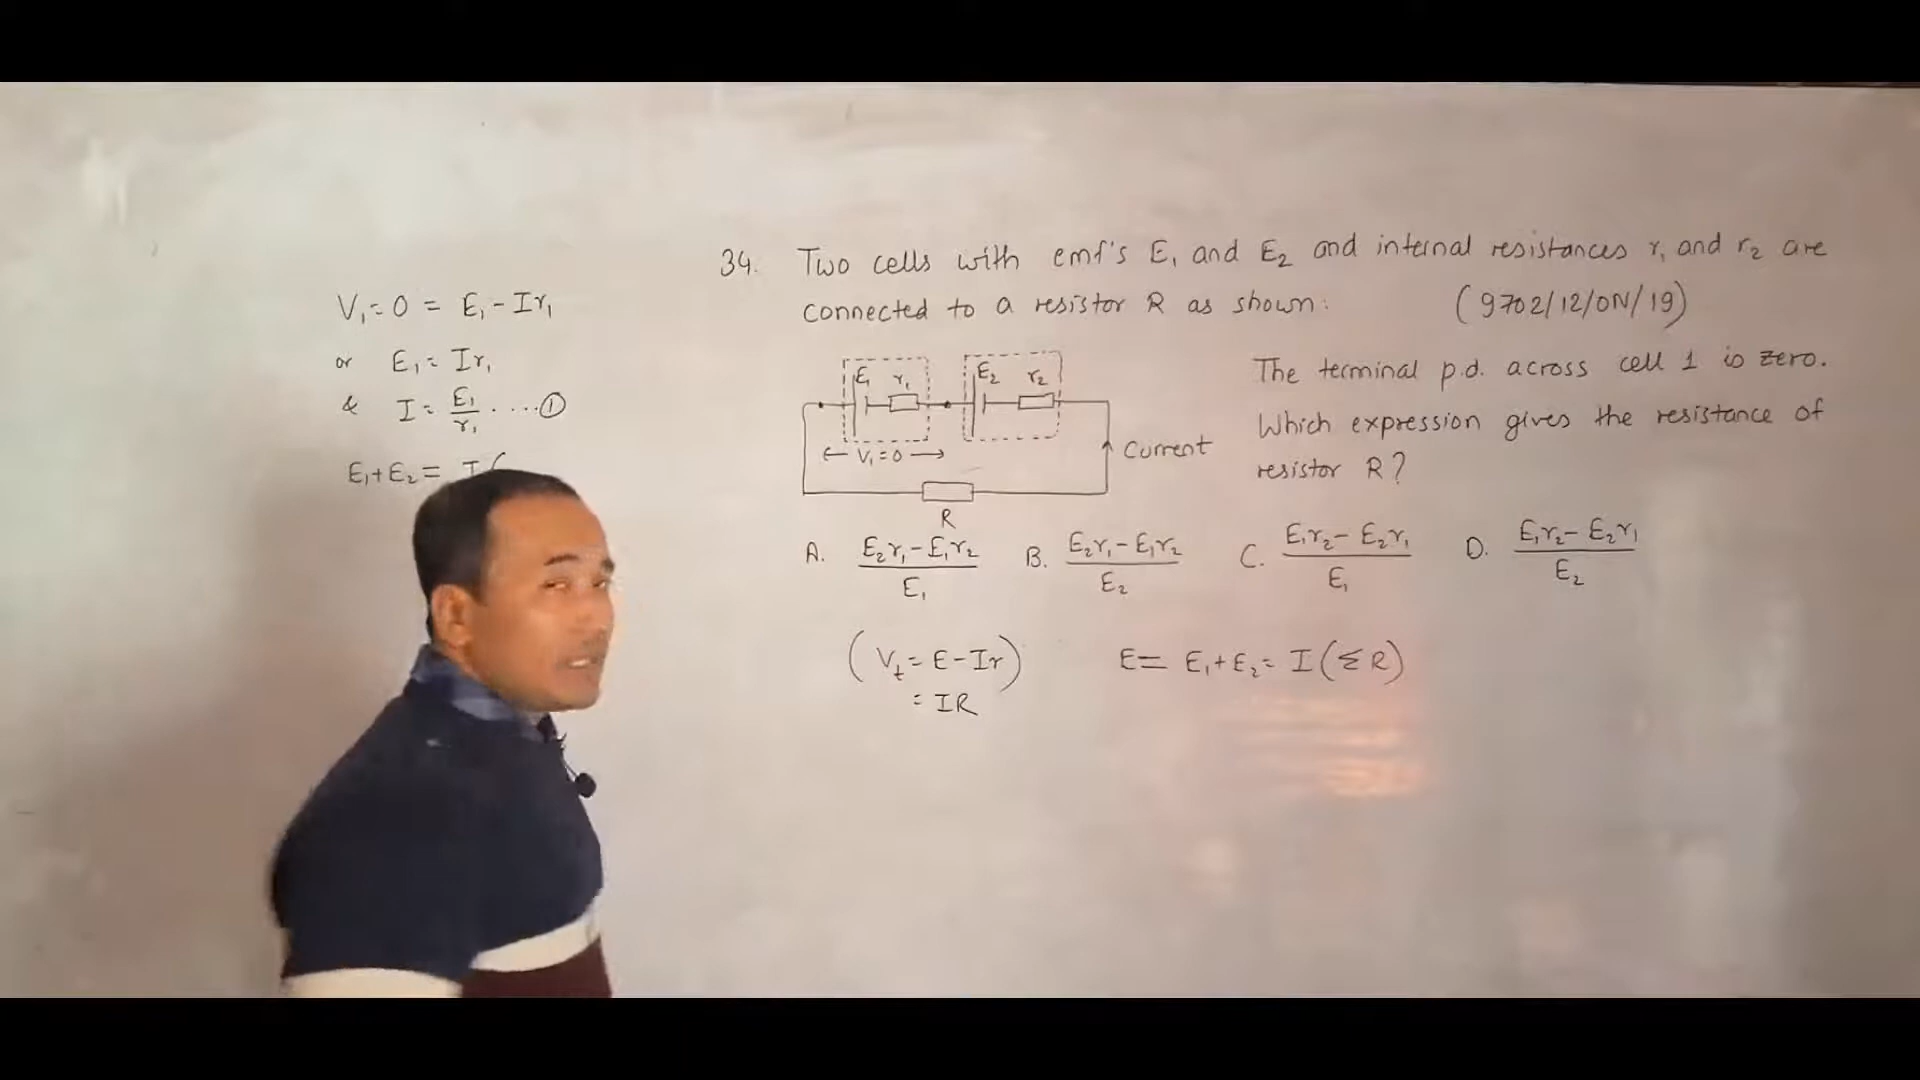 34. Two cells with emf's E₁ and E₂ and internal resistances r₁ and r₂ are
connected to a resistor R as shown: (9702/12/ON/19)
E₁ r₁ E₂ r₂
← V₁=0 →
Current
R
The terminal p.d. across cell 1 is zero.
Which expression gives the resistance of
resistor R?
A. (E₂r₁ - E₁r₂)/E₁ B. (E₂r₁ - E₁r₂)/E₂ C. (E₁r₂ - E₂r₁)/E₁ D. (E₁r₂ - E₂r₁)/E₂
(V_t = E - Ir)
= IR
E = E₁+E₂ = I(ΣR)
V₁ = 0 = E₁ - Ir₁
or E₁ = Ir₁
& I = E₁/r₁ .....①
E₁+E₂ = I(